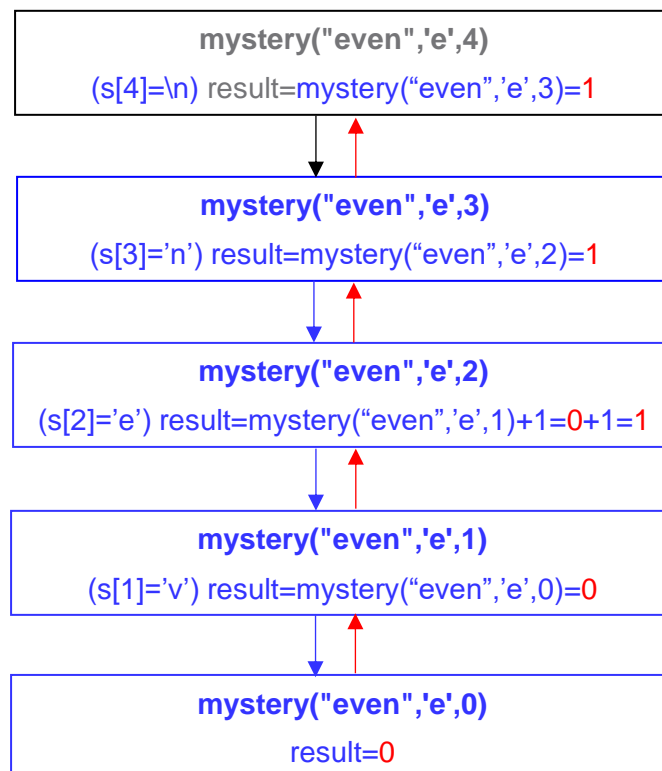 mystery("even",'e',4)
(s[4]=\n) result=mystery(“even”,’e’,3)=1
mystery("even",'e',3)
(s[3]=’n’) result=mystery(“even”,’e’,2)=1
mystery("even",'e',2)
(s[2]=’e’) result=mystery(“even”,’e’,1)+1=0+1=1
mystery("even",'e',1)
(s[1]=’v’) result=mystery(“even”,’e’,0)=0
mystery("even",'e',0)
result=0